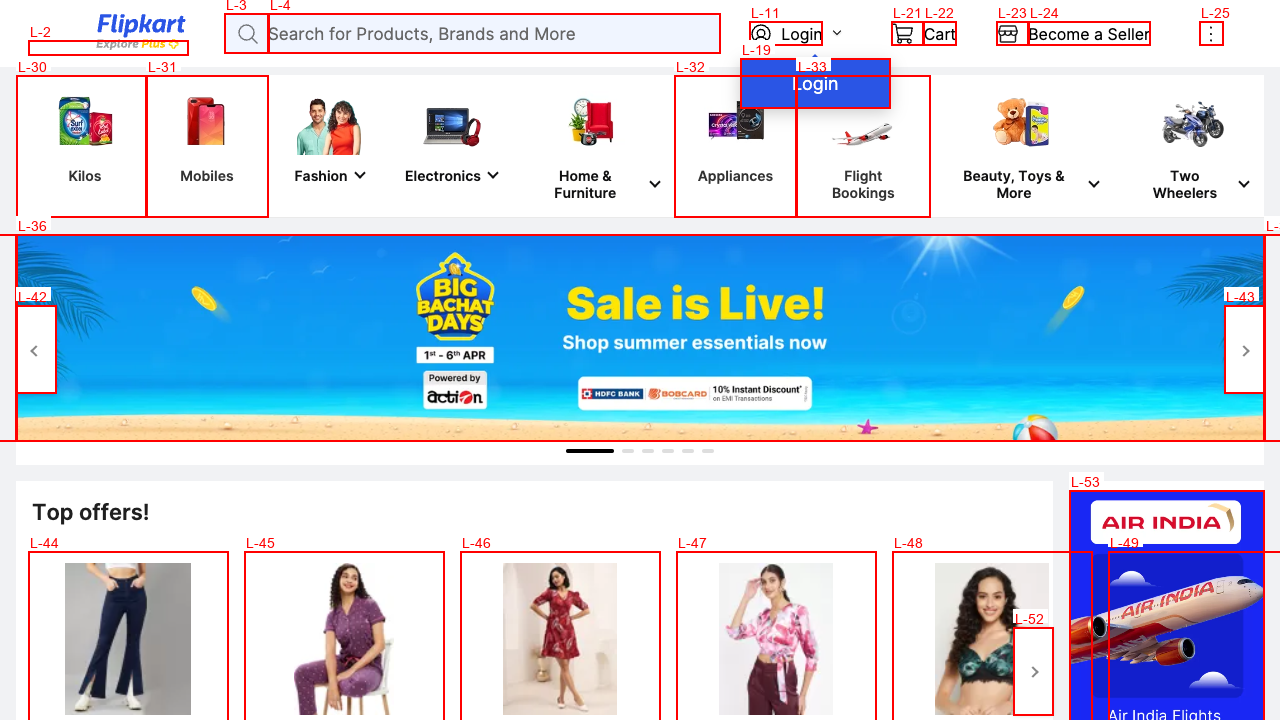 L-2
L-3
L-4
L-11
L-21
L-22
L-23
L-24
L-25
Flipkart
Explore Plus
Search for Products, Brands and More
Login
Cart
Become a Seller
L-19
Login
L-30
L-31
L-32
L-33
Kilos
Mobiles
Fashion
Electronics
Home & Furniture
Appliances
Flight Bookings
Beauty, Toys & More
Two Wheelers
L-36
L-42
L-43
BIG
BACHAT
DAYS
1st - 6th APR
Powered by
action
Sale is Live!
Shop summer essentials now
HDFC BANK
BOBCARD
10% Instant Discount*
on EMI Transactions
Top offers!
L-44
L-45
L-46
L-47
L-48
L-49
L-52
L-53
AIR INDIA
AIR INDIA
Air India Flights